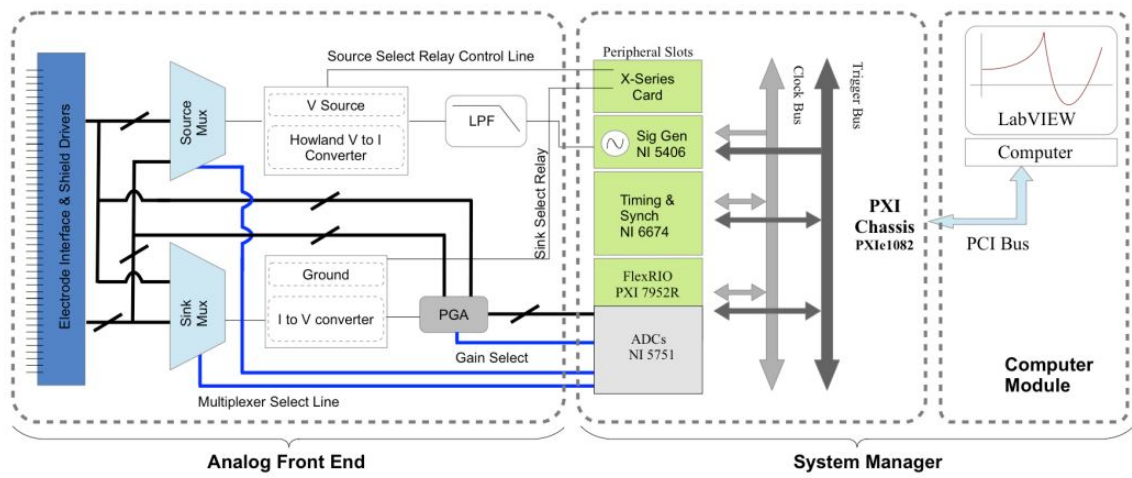 Electrode Interface & Shield Drivers
Source
Mux
Sink
Mux
Source Select Relay Control Line
V Source
Howland V to I
Converter
LPF
Sink Select Relay
Ground
I to V converter
PGA
Gain Select
Multiplexer Select Line
Analog Front End
Peripheral Slots
X-Series
Card
Sig Gen
NI 5406
Timing &
Synch
NI 6674
FlexRIO
PXI 7952R
ADCs
NI 5751
Clock Bus
Trigger Bus
PXI
Chassis
PXIe1082
System Manager
LabVIEW
Computer
PCI Bus
Computer
Module